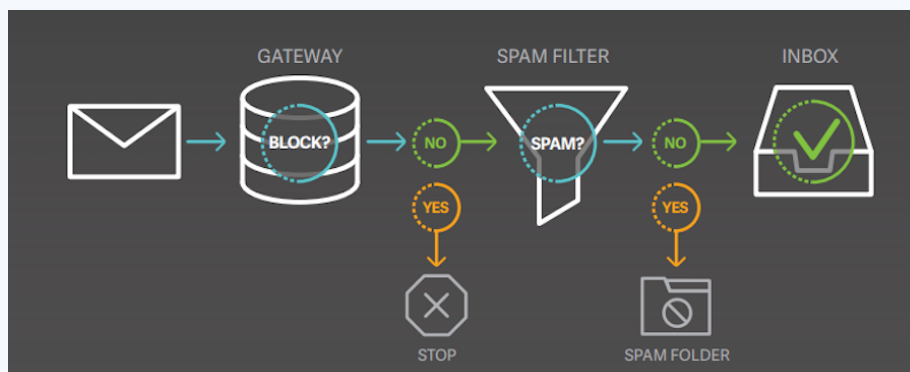 GATEWAY
SPAM FILTER
INBOX
BLOCK?
NO
SPAM?
NO
YES
YES
STOP
SPAM FOLDER